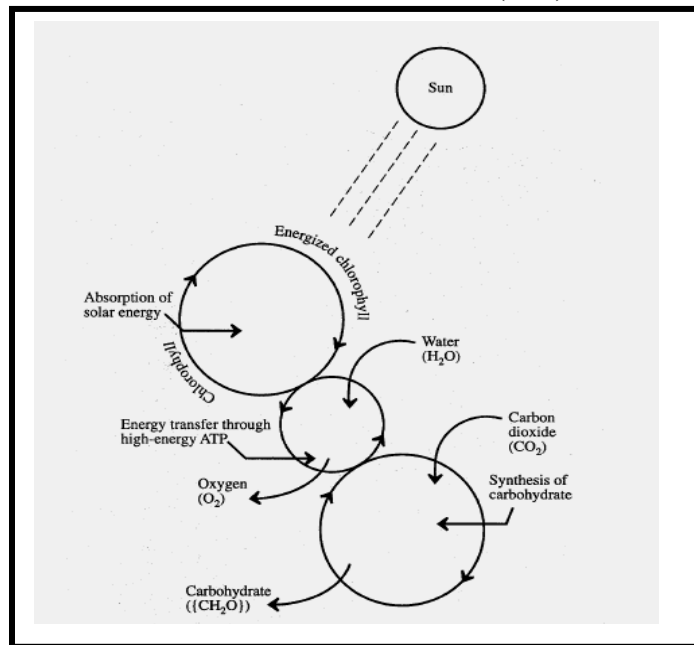 Sun
Energized chlorophyll
Absorption of
solar energy
Chlorophyll
Water
(H₂O)
Energy transfer through
high-energy ATP
Carbon
dioxide
(CO₂)
Oxygen
(O₂)
Synthesis of
carbohydrate
Carbohydrate
({CH₂O})